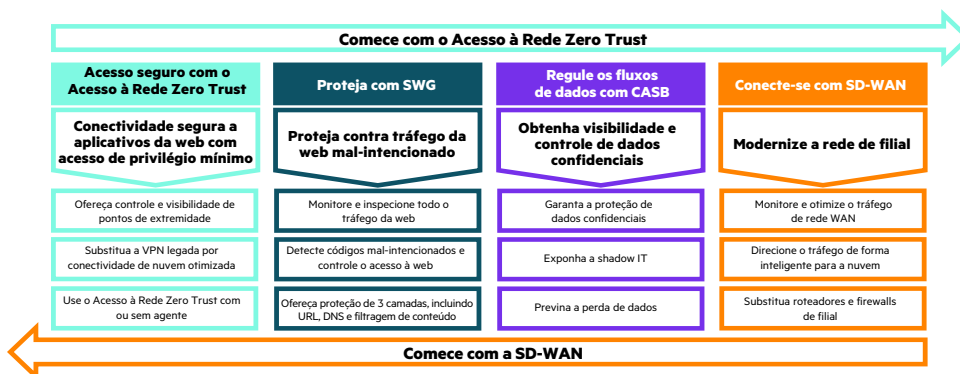 Comece com o Acesso à Rede Zero Trust
Acesso seguro com o
Acesso à Rede Zero Trust
Conectividade segura a
aplicativos da web com
acesso de privilégio mínimo
Ofereça controle e visibilidade de
pontos de extremidade
Substitua a VPN legada por
conectividade de nuvem otimizada
Use o Acesso à Rede Zero Trust com
ou sem agente
Proteja com SWG
Proteja contra tráfego da
web mal-intencionado
Monitore e inspecione todo o
tráfego da web
Detecte códigos mal-intencionados e
controle o acesso à web
Ofereça proteção de 3 camadas, incluindo
URL, DNS e filtragem de conteúdo
Regule os fluxos
de dados com CASB
Obtenha visibilidade e
controle de dados
confidenciais
Garanta a proteção de
dados confidenciais
Exponha a shadow IT
Previna a perda de dados
Conecte-se com SD-WAN
Modernize a rede de filial
Monitore e otimize o tráfego
de rede WAN
Direcione o tráfego de forma
inteligente para a nuvem
Substitua roteadores e firewalls
de filial
Comece com a SD-WAN